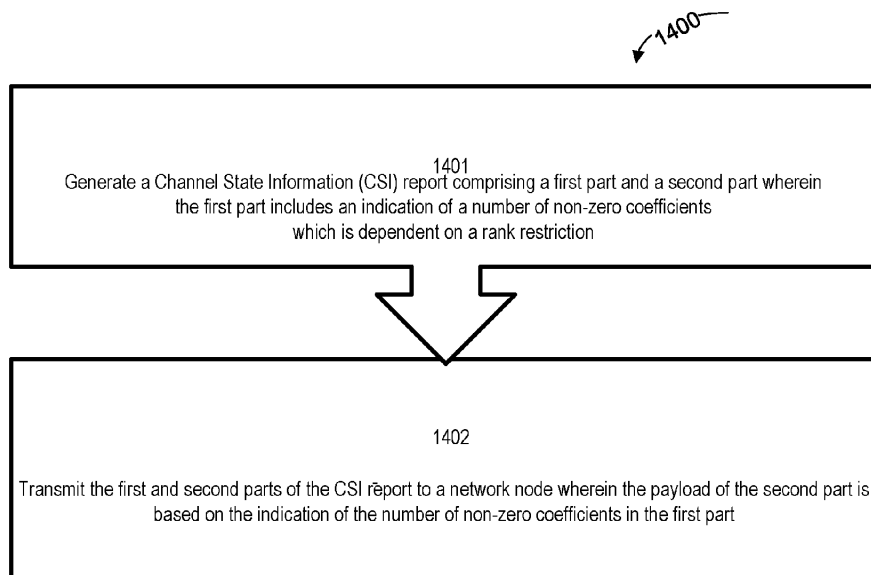 1400
1401
Generate a Channel State Information (CSI) report comprising a first part and a second part wherein
the first part includes an indication of a number of non-zero coefficients
which is dependent on a rank restriction
1402
Transmit the first and second parts of the CSI report to a network node wherein the payload of the second part is
based on the indication of the number of non-zero coefficients in the first part